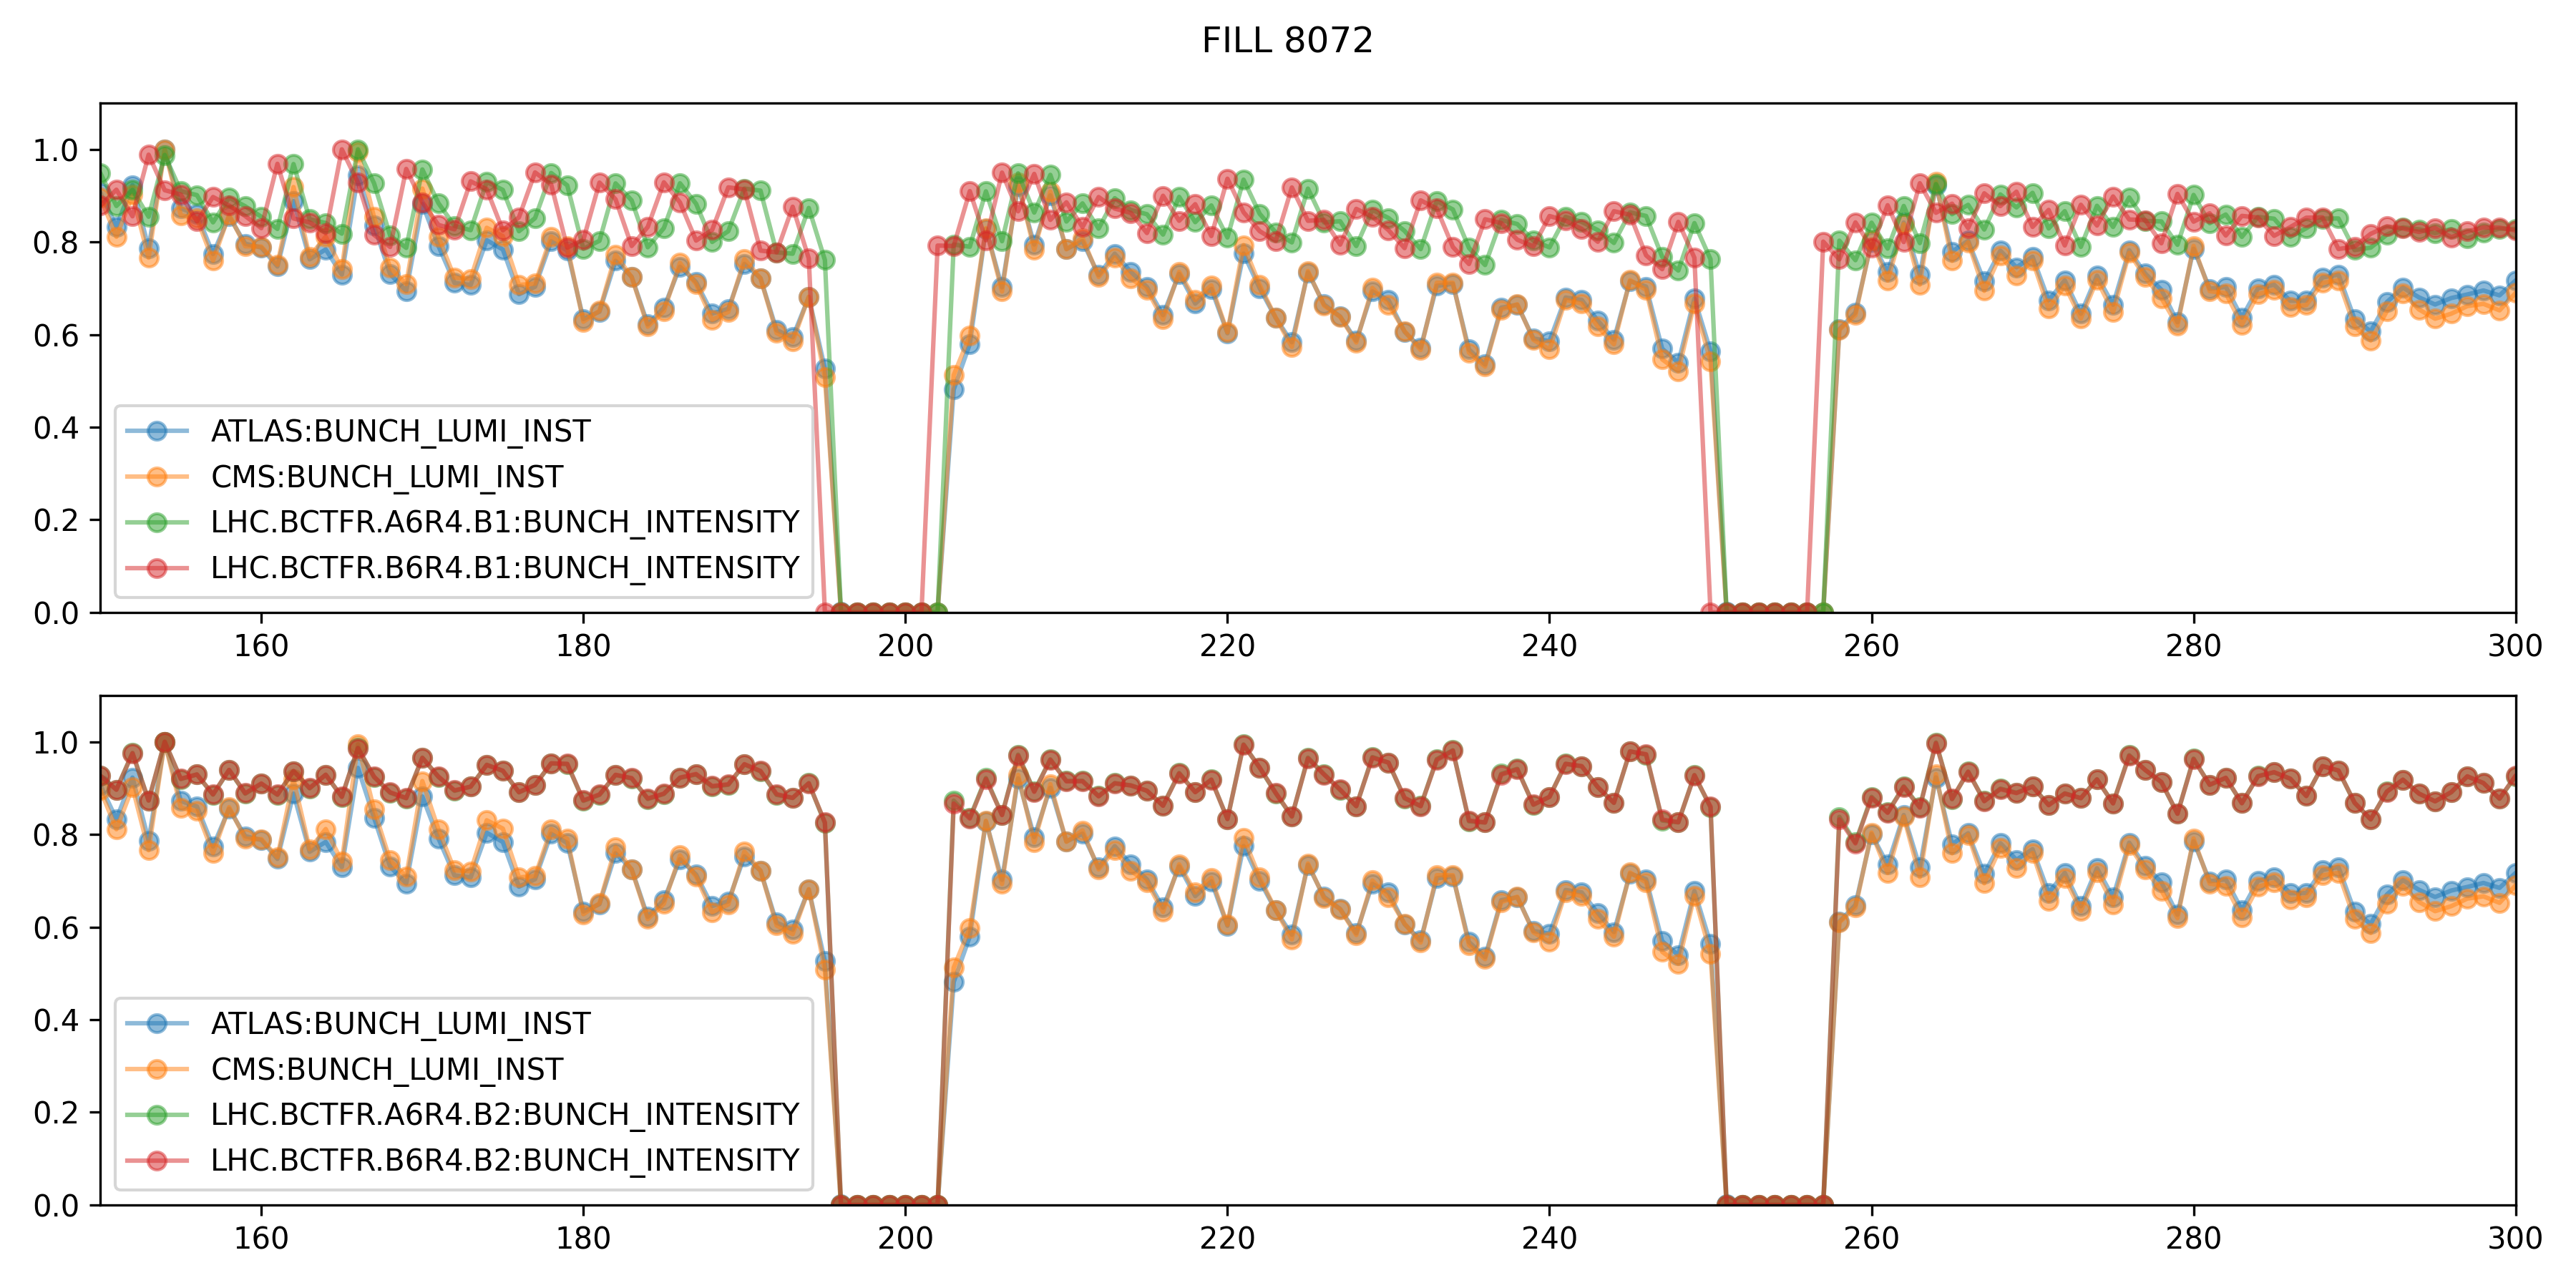 FILL 8072
1.0
0.8
0.6
0.4
0.2
0.0
ATLAS:BUNCH_LUMI_INST
CMS:BUNCH_LUMI_INST
LHC.BCTFR.A6R4.B1:BUNCH_INTENSITY
LHC.BCTFR.B6R4.B1:BUNCH_INTENSITY
160 180 200 220 240 260 280 300
1.0
0.8
0.6
0.4
0.2
0.0
ATLAS:BUNCH_LUMI_INST
CMS:BUNCH_LUMI_INST
LHC.BCTFR.A6R4.B2:BUNCH_INTENSITY
LHC.BCTFR.B6R4.B2:BUNCH_INTENSITY
160 180 200 220 240 260 280 300